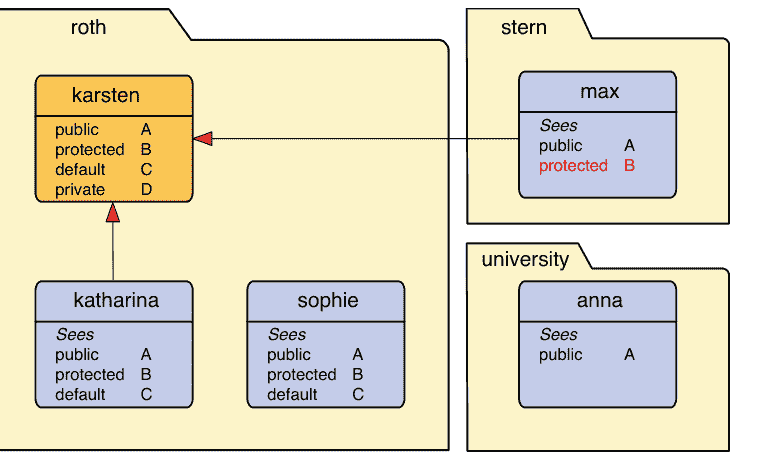 roth
karsten
public A
protected B
default C
private D
katharina
Sees
public A
protected B
default C
sophie
Sees
public A
protected B
default C
stern
max
Sees
public A
protected B
university
anna
Sees
public A